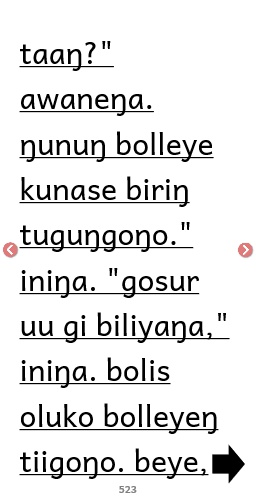 taaŋ?"
awaneŋa.
ŋunuŋ bolleye
kunase biriŋ
tuguŋgoŋo."
iniŋa. "gosur
uu gi biliyaŋa,"
iniŋa. bolis
oluko bolleyeŋ
tiigoŋo. beye,
523